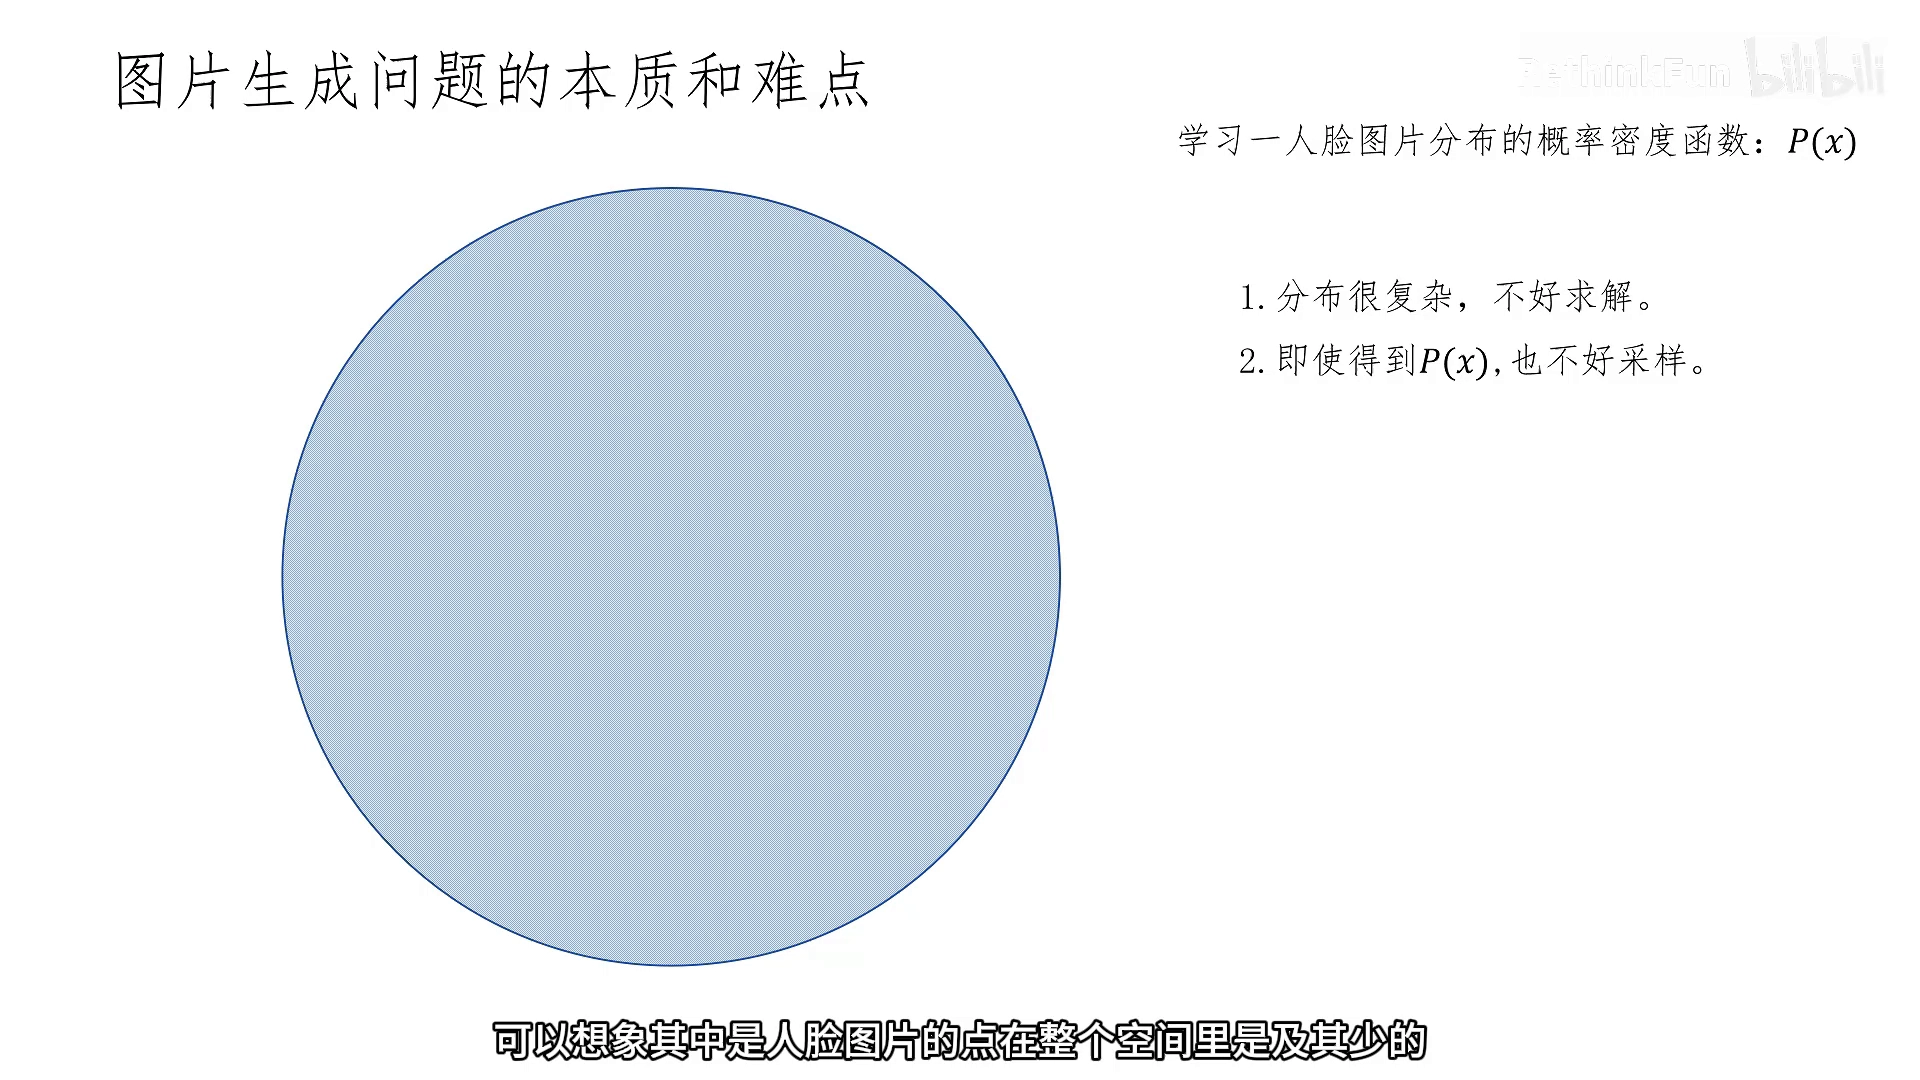 图片生成问题的本质和难点
RethinkFun bilibili
学习一人脸图片分布的概率密度函数：P(x)
1.分布很复杂，不好求解。
2.即使得到P(x),也不好采样。
可以想象其中是人脸图片的点在整个空间里是及其少的